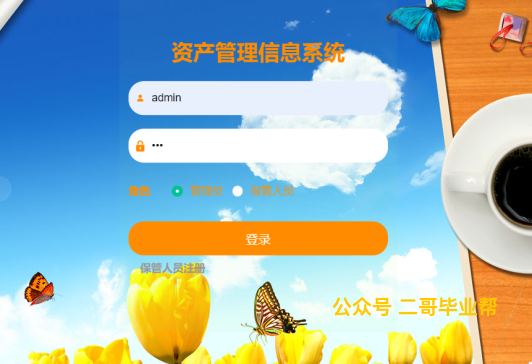 资产管理信息系统
admin
•••
角色 管理员 保管人员
登录
保管人员注册
公众号 二哥毕业帮